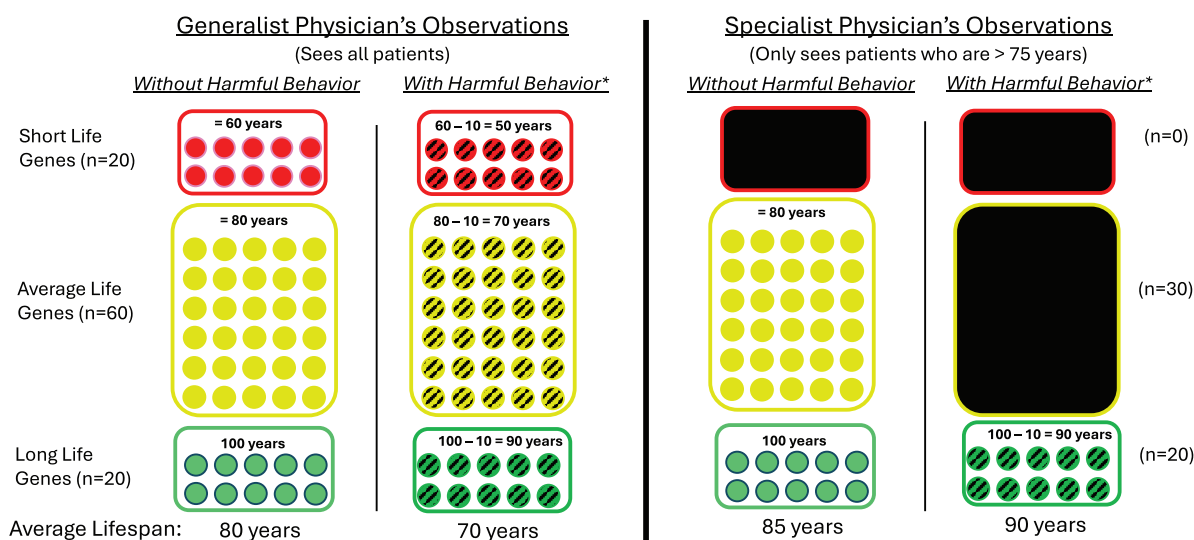 Generalist Physician’s Observations
(Sees all patients)
Without Harmful Behavior
With Harmful Behavior*
Short Life
Genes (n=20)
= 60 years
60 – 10 = 50 years
Average Life
Genes (n=60)
= 80 years
80 – 10 = 70 years
Long Life
Genes (n=20)
100 years
100 – 10 = 90 years
Average Lifespan:
80 years
70 years
Specialist Physician’s Observations
(Only sees patients who are > 75 years)
Without Harmful Behavior
With Harmful Behavior*
(n=0)
= 80 years
(n=30)
100 years
100 – 10 = 90 years
(n=20)
85 years
90 years